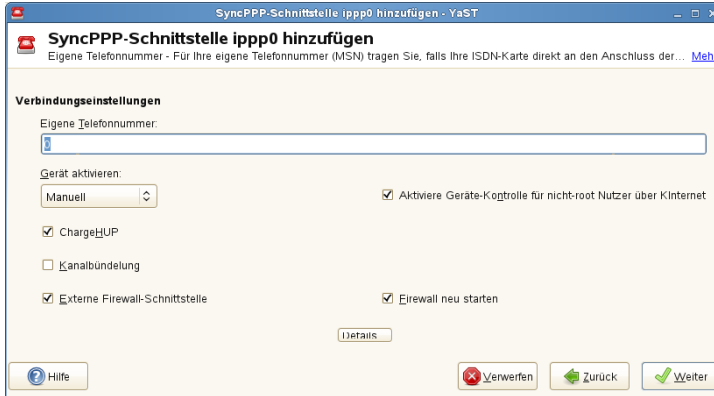 SyncPPP-Schnittstelle ippp0 hinzufügen - YaST
SyncPPP-Schnittstelle ippp0 hinzufügen
Eigene Telefonnummer - Für Ihre eigene Telefonnummer (MSN) tragen Sie, falls Ihre ISDN-Karte direkt an den Anschluss der... Meh
Verbindungseinstellungen
Eigene Telefonnummer:
0
Gerät aktivieren:
Manuell
Aktiviere Geräte-Kontrolle für nicht-root Nutzer über KInternet
ChargeHUP
Kanalbündelung
Externe Firewall-Schnittstelle
Firewall neu starten
Details
Hilfe
Verwerfen
Zurück
Weiter